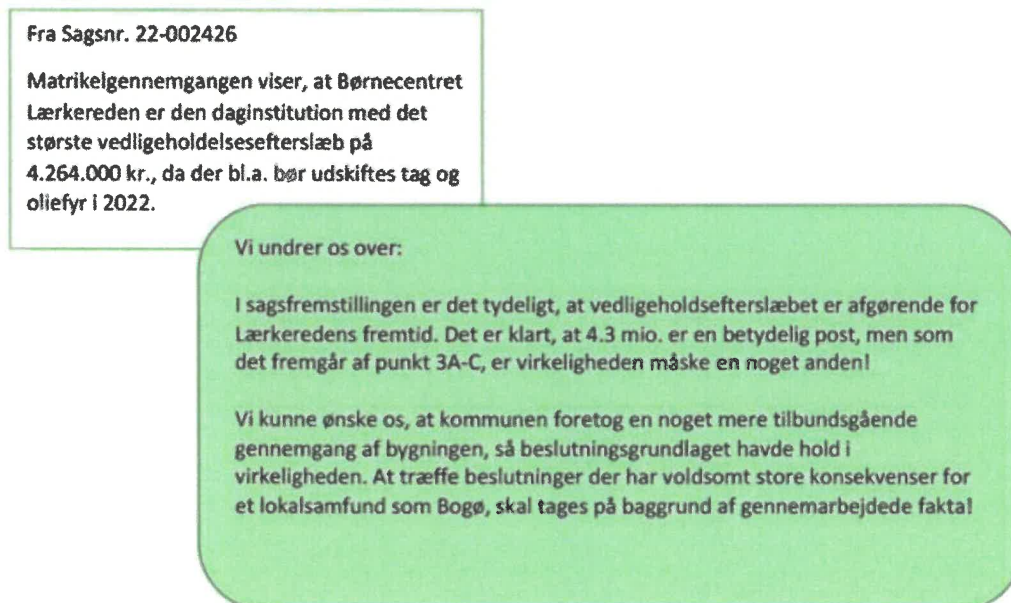 Fra Sagsnr. 22-002426
Matrikelgennemgangen viser, at Børnecentret
Lærkereden er den daginstitution med det
største vedligeholdelsesefterslæb på
4.264.000 kr., da der bl.a. bør udskiftes tag og
oliefyr i 2022.
Vi undrer os over:
I sagsfremstillingen er det tydeligt, at vedligeholdsefterslæbet er afgørende for
Lærkeredens fremtid. Det er klart, at 4.3 mio. er en betydelig post, men som
det fremgår af punkt 3A-C, er virkeligheden måske en noget anden!
Vi kunne ønske os, at kommunen foretog en noget mere tilbundsgående
gennemgang af bygningen, så beslutningsgrundlaget havde hold i
virkeligheden. At træffe beslutninger der har voldsomt store konsekvenser for
et lokalsamfund som Bogø, skal tages på baggrund af gennemarbejdede fakta!